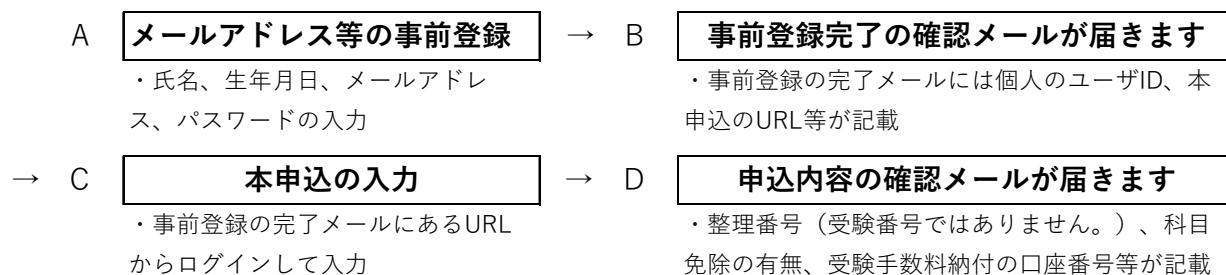 A メールアドレス等の事前登録 → B 事前登録完了の確認メールが届きます
・氏名、生年月日、メールアドレ
ス、パスワードの入力
・事前登録の完了メールには個人のユーザID、本
申込のURL等が記載
→ C 本申込の入力 → D 申込内容の確認メールが届きます
・事前登録の完了メールにあるURL
からログインして入力
・整理番号（受験番号ではありません。）、科目
免除の有無、受験手数料納付の口座番号等が記載